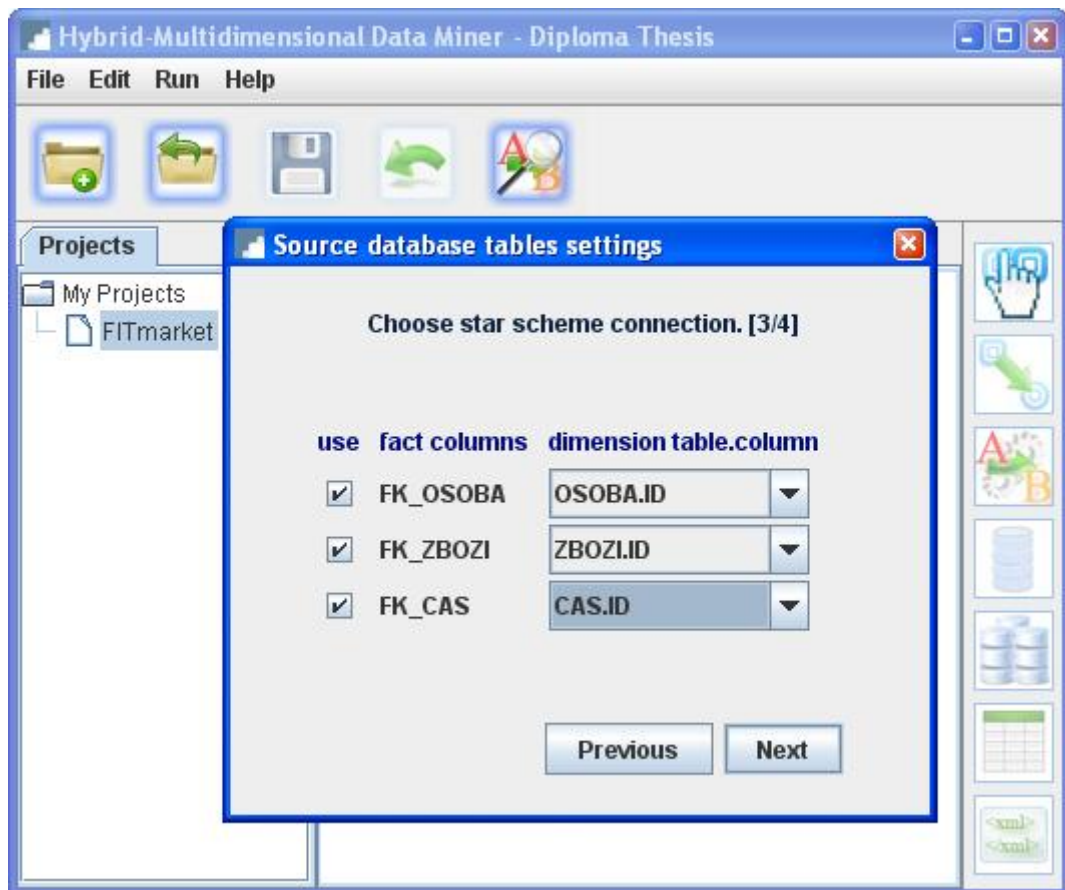 Hybrid-Multidimensional Data Miner - Diploma Thesis
File Edit Run Help
A
B
Projects
My Projects
FITmarket
Source database tables settings
Choose star scheme connection. [3/4]
use fact columns dimension table.column
FK_OSOBA OSOBA.ID
FK_ZBOZI ZBOZI.ID
FK_CAS CAS.ID
Previous Next
A
B
<xml>
</xml>